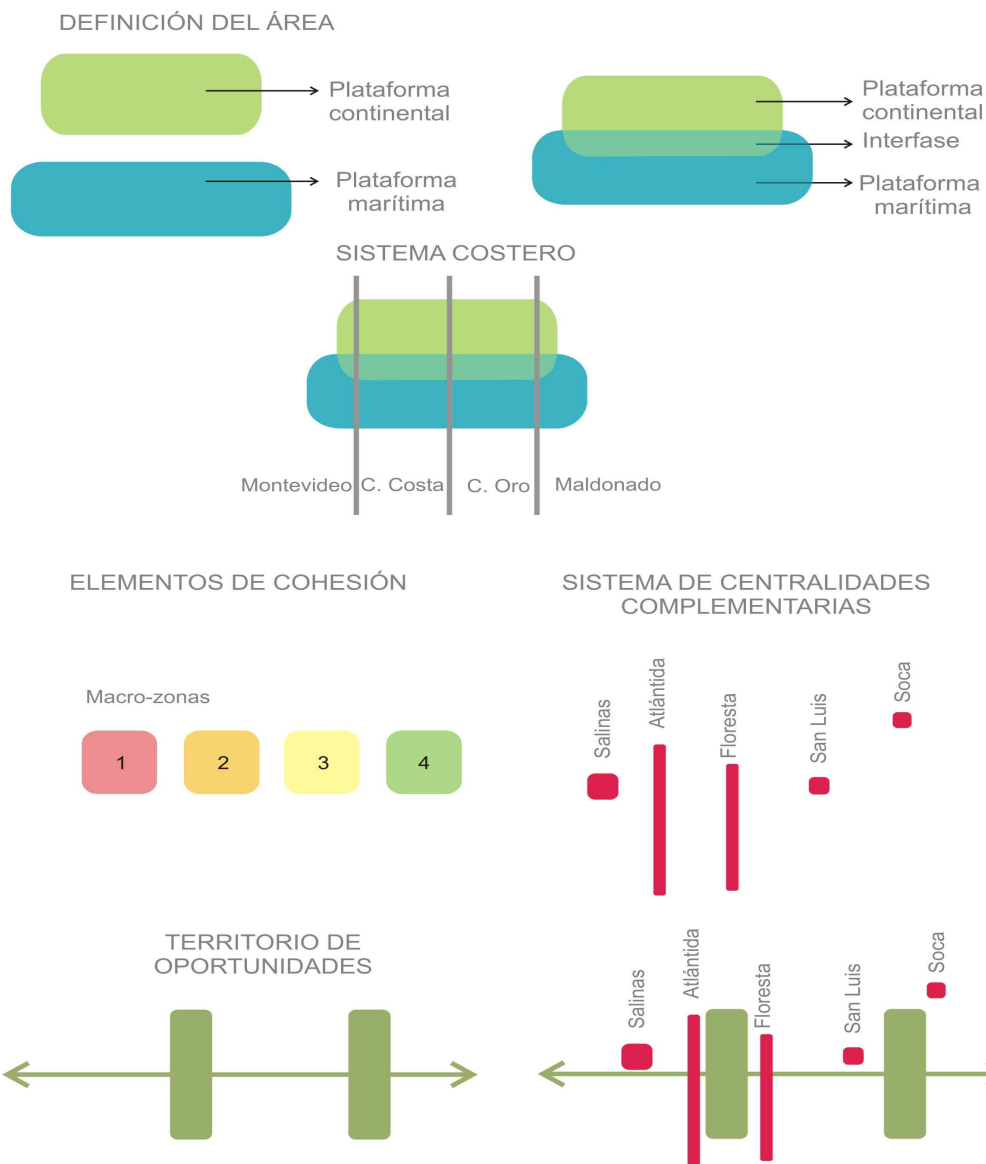 DEFINICIÓN DEL ÁREA
Plataforma
continental
Plataforma
marítima
Plataforma
continental
Interfase
Plataforma
marítima
SISTEMA COSTERO
Montevideo
C. Costa
C. Oro
Maldonado
ELEMENTOS DE COHESIÓN
Macro-zonas
1
2
3
4
SISTEMA DE CENTRALIDADES
COMPLEMENTARIAS
Salinas
Atlántida
Floresta
San Luis
Soca
TERRITORIO DE
OPORTUNIDADES
Salinas
Atlántida
Floresta
San Luis
Soca